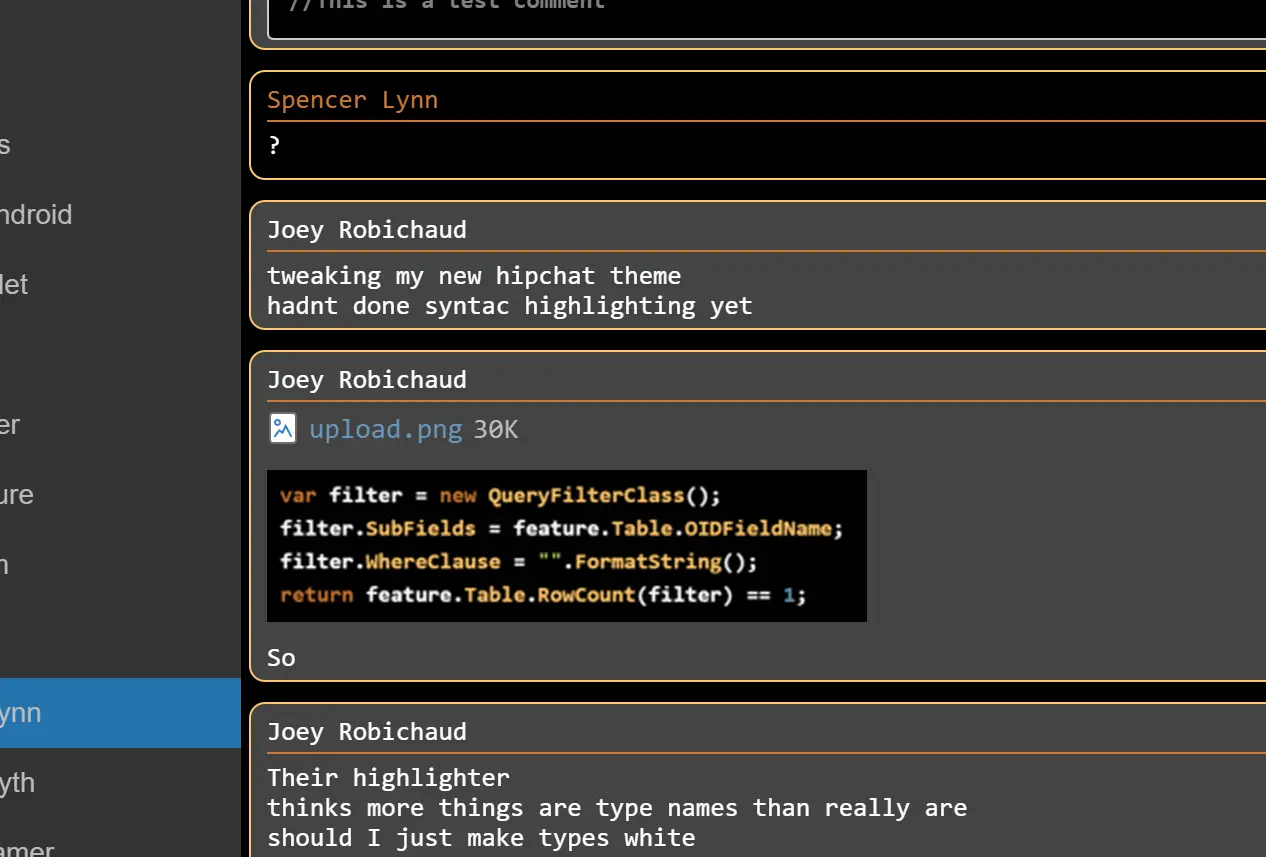 //This is a test comment
Spencer Lynn
?
Joey Robichaud
tweaking my new hipchat theme
hadnt done syntac highlighting yet
Joey Robichaud
upload.png 30K
var filter = new QueryFilterClass();
filter.SubFields = feature.Table.OIDFieldName;
filter.WhereClause = "".FormatString();
return feature.Table.RowCount(filter) == 1;
So
Joey Robichaud
Their highlighter
thinks more things are type names than really are
should I just make types white
s
ndroid
let
er
ure
n
ynn
yth
amer